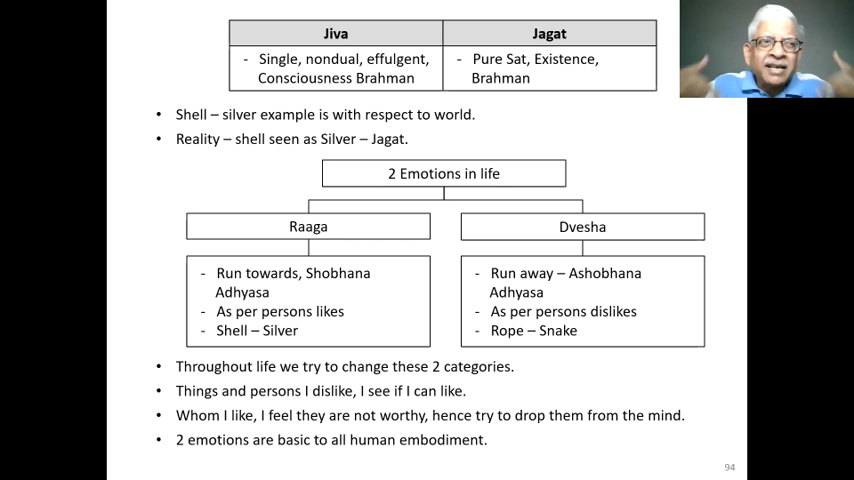 Jiva
Jagat
- Single, nondual, effulgent,
Consciousness Brahman
- Pure Sat, Existence,
Brahman
• Shell – silver example is with respect to world.
• Reality – shell seen as Silver – Jagat.
2 Emotions in life
Raaga
Dvesha
- Run towards, Shobhana
Adhyasa
- As per persons likes
- Shell – Silver
- Run away – Ashobhana
Adhyasa
- As per persons dislikes
- Rope – Snake
• Throughout life we try to change these 2 categories.
• Things and persons I dislike, I see if I can like.
• Whom I like, I feel they are not worthy, hence try to drop them from the mind.
• 2 emotions are basic to all human embodiment.
94